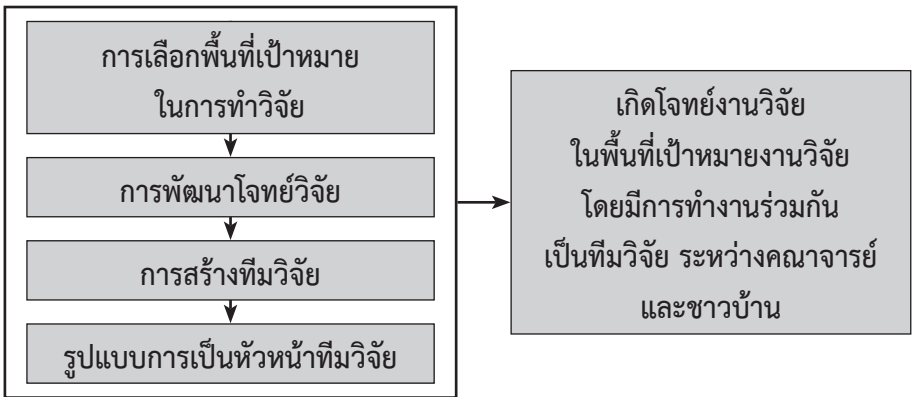 การเลือกพื้นที่เป้าหมาย
ในการทำวิจัย
การพัฒนาโจทย์วิจัย
การสร้างทีมวิจัย
รูปแบบการเป็นหัวหน้าทีมวิจัย
เกิดโจทย์งานวิจัย
ในพื้นที่เป้าหมายงานวิจัย
โดยมีการทำงานร่วมกัน
เป็นทีมวิจัย ระหว่างคณาจารย์
และชาวบ้าน